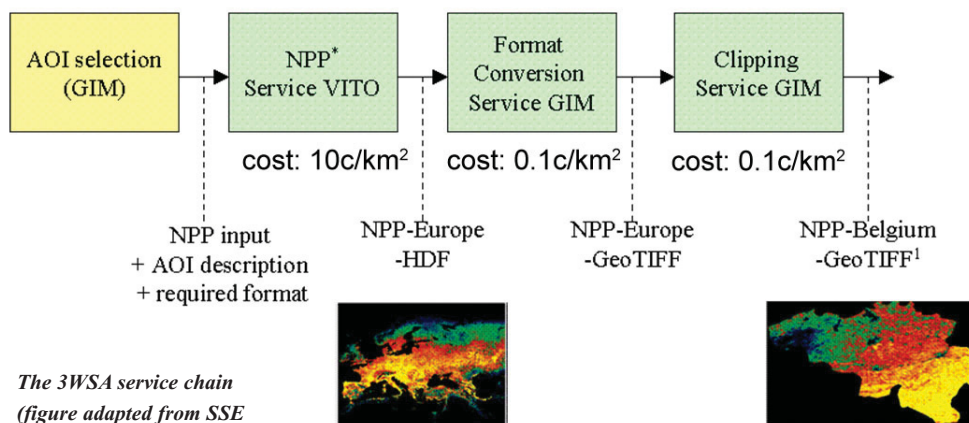 AOI selection
(GIM)
NPP*
Service VITO
Format
Conversion
Service GIM
Clipping
Service GIM
cost: 10c/km²
cost: 0.1c/km²
cost: 0.1c/km²
NPP input
+ AOI description
+ required format
NPP-Europe
-HDF
NPP-Europe
-GeoTIFF
NPP-Belgium
-GeoTIFF¹
The 3WSA service chain
(figure adapted from SSE